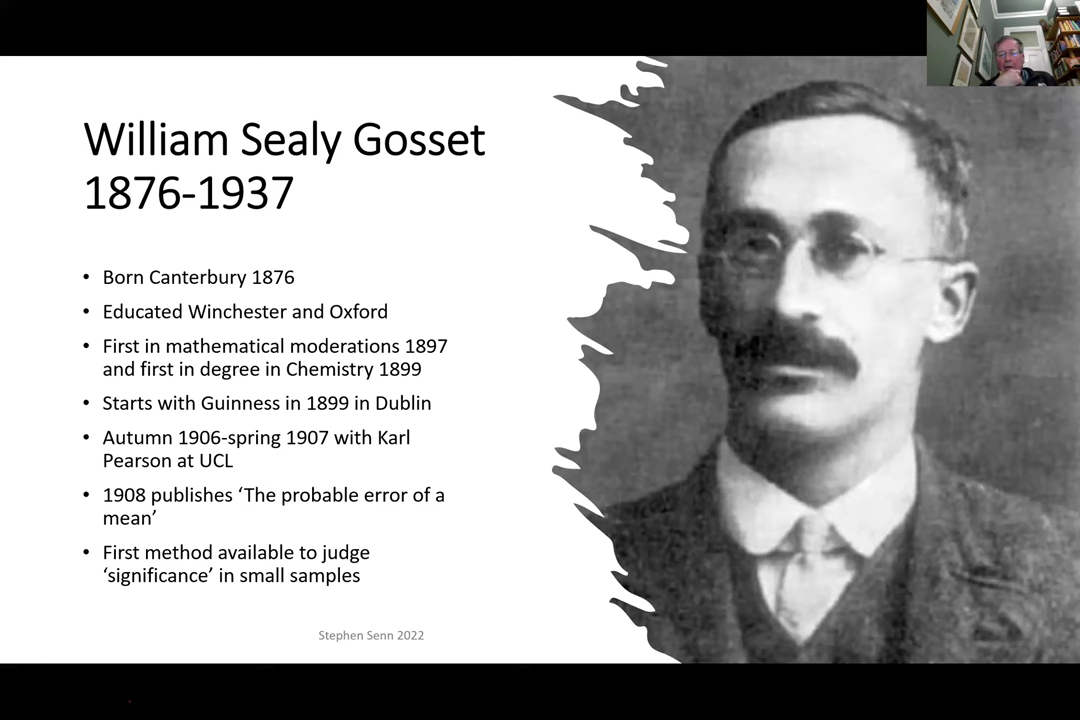 William Sealy Gosset
1876-1937
• Born Canterbury 1876
• Educated Winchester and Oxford
• First in mathematical moderations 1897
and first in degree in Chemistry 1899
• Starts with Guinness in 1899 in Dublin
• Autumn 1906-spring 1907 with Karl
Pearson at UCL
• 1908 publishes ‘The probable error of a
mean’
• First method available to judge
‘significance’ in small samples
Stephen Senn 2022